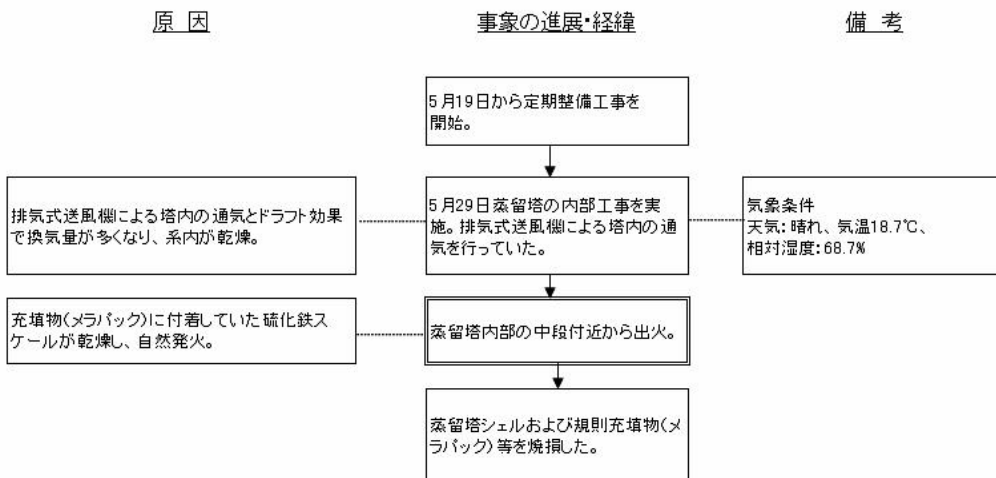 原 因
事象の進展・経緯
備 考
5月19日から定期整備工事を
開始。
排気式送風機による塔内の通気とドラフト効果
で換気量が多くなり、系内が乾燥。
5月29日蒸留塔の内部工事を実
施。排気式送風機による塔内の通
気を行っていた。
気象条件
天気：晴れ、気温18.7℃、
相対湿度：68.7%
充填物(メラパック)に付着していた硫化鉄ス
ケールが乾燥し、自然発火。
蒸留塔内部の中段付近から出火。
蒸留塔シェルおよび規則充填物(メ
ラパック)等を焼損した。